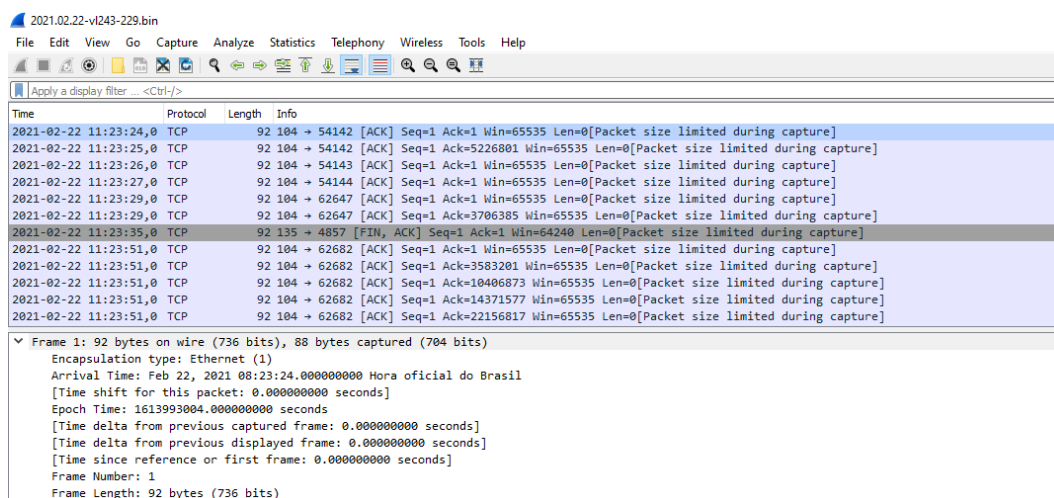 2021.02.22-vl243-229.bin
File Edit View Go Capture Analyze Statistics Telephony Wireless Tools Help
Apply a display filter ... <Ctrl-/>
Time Protocol Length Info
2021-02-22 11:23:24,0 TCP 92 104 → 54142 [ACK] Seq=1 Ack=1 Win=65535 Len=0[Packet size limited during capture]
2021-02-22 11:23:25,0 TCP 92 104 → 54142 [ACK] Seq=1 Ack=5226801 Win=65535 Len=0[Packet size limited during capture]
2021-02-22 11:23:26,0 TCP 92 104 → 54143 [ACK] Seq=1 Ack=1 Win=65535 Len=0[Packet size limited during capture]
2021-02-22 11:23:27,0 TCP 92 104 → 54144 [ACK] Seq=1 Ack=1 Win=65535 Len=0[Packet size limited during capture]
2021-02-22 11:23:29,0 TCP 92 104 → 62647 [ACK] Seq=1 Ack=1 Win=65535 Len=0[Packet size limited during capture]
2021-02-22 11:23:29,0 TCP 92 104 → 62647 [ACK] Seq=1 Ack=3706385 Win=65535 Len=0[Packet size limited during capture]
2021-02-22 11:23:35,0 TCP 92 135 → 4857 [FIN, ACK] Seq=1 Ack=1 Win=64240 Len=0[Packet size limited during capture]
2021-02-22 11:23:51,0 TCP 92 104 → 62682 [ACK] Seq=1 Ack=1 Win=65535 Len=0[Packet size limited during capture]
2021-02-22 11:23:51,0 TCP 92 104 → 62682 [ACK] Seq=1 Ack=3583201 Win=65535 Len=0[Packet size limited during capture]
2021-02-22 11:23:51,0 TCP 92 104 → 62682 [ACK] Seq=1 Ack=10406873 Win=65535 Len=0[Packet size limited during capture]
2021-02-22 11:23:51,0 TCP 92 104 → 62682 [ACK] Seq=1 Ack=14371577 Win=65535 Len=0[Packet size limited during capture]
2021-02-22 11:23:51,0 TCP 92 104 → 62682 [ACK] Seq=1 Ack=22156817 Win=65535 Len=0[Packet size limited during capture]
Frame 1: 92 bytes on wire (736 bits), 88 bytes captured (704 bits)
Encapsulation type: Ethernet (1)
Arrival Time: Feb 22, 2021 08:23:24.000000000 Hora oficial do Brasil
[Time shift for this packet: 0.000000000 seconds]
Epoch Time: 1613993004.000000000 seconds
[Time delta from previous captured frame: 0.000000000 seconds]
[Time delta from previous displayed frame: 0.000000000 seconds]
[Time since reference or first frame: 0.000000000 seconds]
Frame Number: 1
Frame Length: 92 bytes (736 bits)